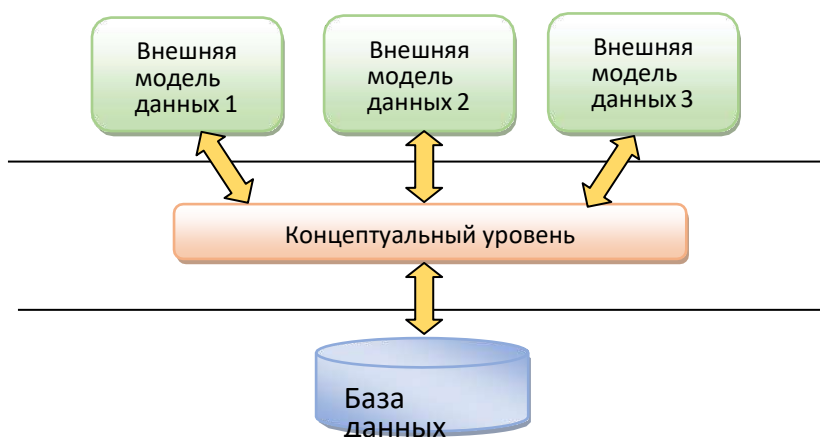 Внешняя
модель
данных 1
Внешняя
модель
данных 2
Внешняя
модель
данных 3
Концептуальный уровень
База
данных